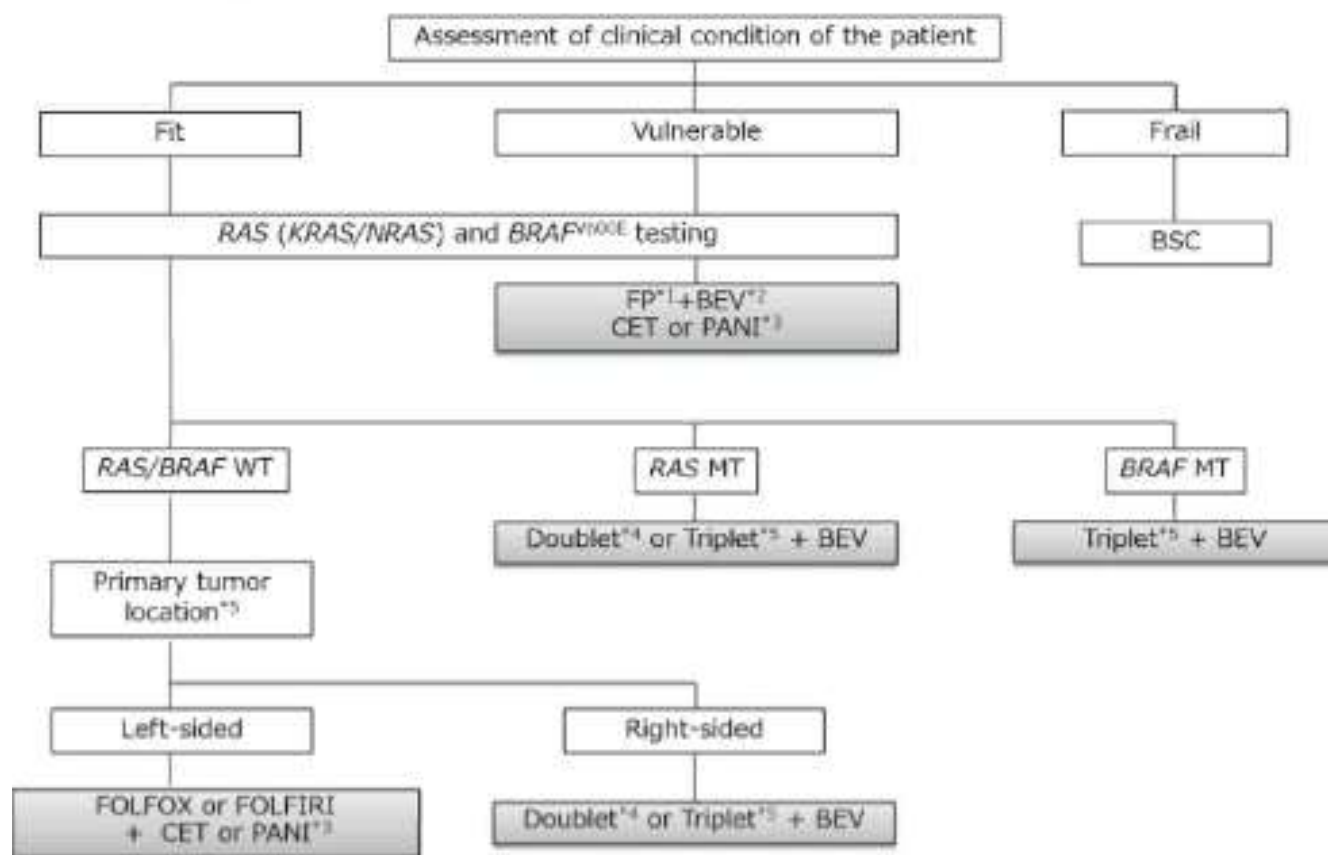 Assessment of clinical condition of the patient
Fit
Vulnerable
Frail
RAS (KRAS/NRAS) and BRAFV600E testing
BSC
FP*1+BEV*2
CET or PANI*3
RAS/BRAF WT
RAS MT
BRAF MT
Doublet*4 or Triplet*5 + BEV
Triplet*5 + BEV
Primary tumor
location*5
Left-sided
Right-sided
FOLFOX or FOLFIRI
+ CET or PANI*3
Doublet*4 or Triplet*5 + BEV